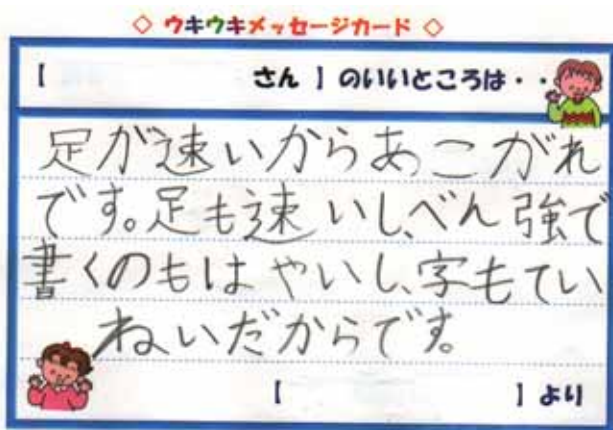 ◇ ウキウキメッセージカード ◇
【 さん 】のいいところは・・
足が速いからあこがれ
です。足も速いし、べん強で
書くのもはやいし、字もてい
ねいだからです。
【 】より